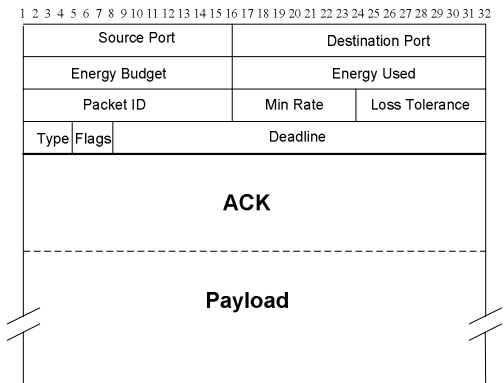 1 2 3 4 5 6 7 8 9 10 11 12 13 14 15 16 17 18 19 20 21 22 23 24 25 26 27 28 29 30 31 32
Source Port Destination Port
Energy Budget Energy Used
Packet ID Min Rate Loss Tolerance
Type Flags Deadline
ACK
Payload